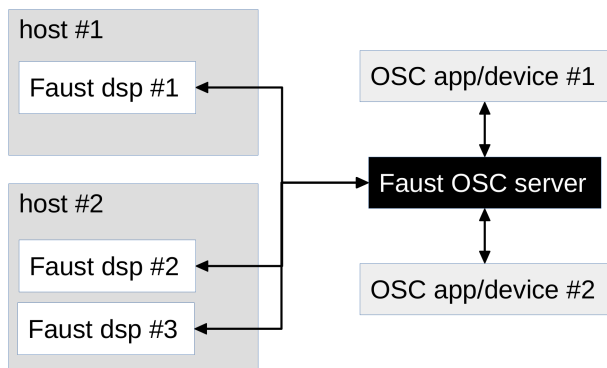 host #1
Faust dsp #1
host #2
Faust dsp #2
Faust dsp #3
OSC app/device #1
Faust OSC server
OSC app/device #2